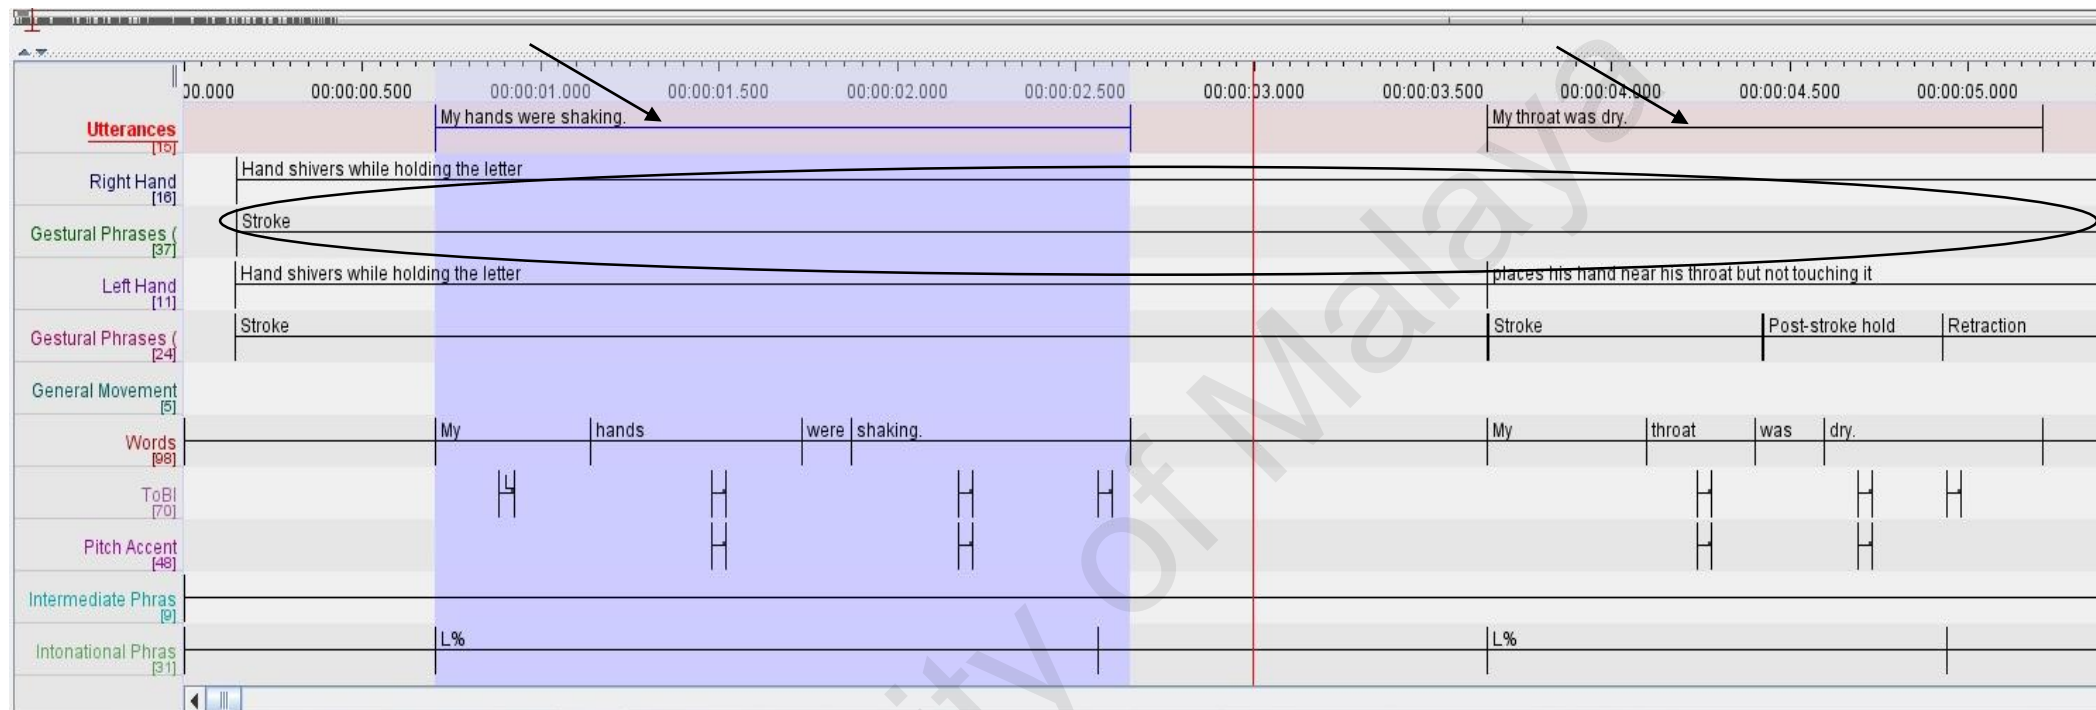 00.000 00:00:00.500 00:00:01.000 00:00:01.500 00:00:02.000 00:00:02.500 00:00:03.000 00:00:03.500 00:00:04.000 00:00:04.500 00:00:05.000
Utterances My hands were shaking. My throat was dry.
[15]
Right Hand Hand shivers while holding the letter
[16]
Gestural Phrases ( Stroke
[37]
Left Hand Hand shivers while holding the letter places his hand near his throat but not touching it
[11]
Gestural Phrases ( Stroke Stroke Post-stroke hold Retraction
[24]
General Movement
[5]
Words My hands were shaking. My throat was dry.
[98]
ToBI
[70]
Pitch Accent
[48]
Intermediate Phras
[9]
Intonational Phras L% L%
[31]
ity of Malaya